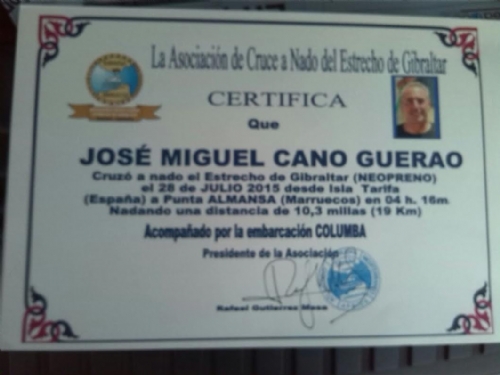 La Asociación de Cruce a Nado del Estrecho de Gibraltar
CERTIFICA
Que
JOSÉ MIGUEL CANO GUERAO
Cruzó a nado el Estrecho de Gibraltar (NEOPRENO)
el 28 de JULIO 2015 desde Isla Tarifa
(España) a Punta ALMANSA (Marruecos) en 04 h. 16m
Nadando una distancia de 10,3 millas (19 Km)
Acompañado por la embarcación COLUMBA
Presidente de la Asociación
Rafael Gutiérrez Mesa